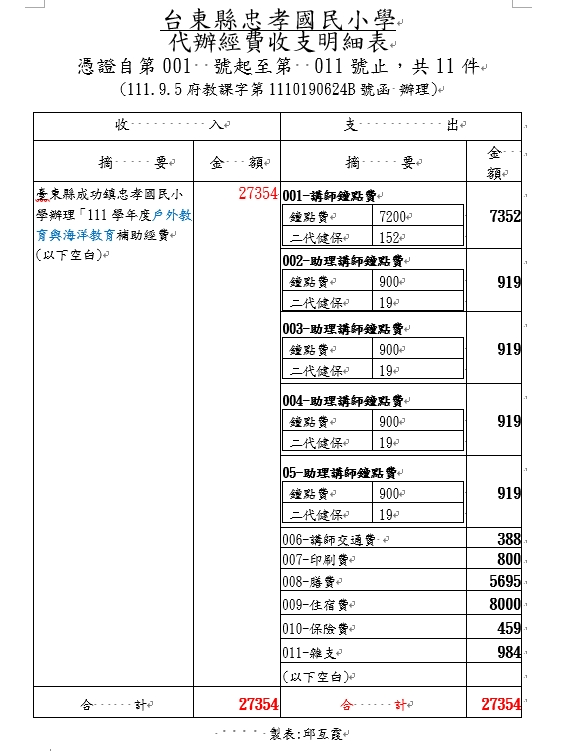 台東縣忠孝國民小學
代辦經費收支明細表
憑證自第 001 號起至第 011 號止，共 11 件
(111.9.5 府教課字第 1110190624B 號函 辦理)
收 入 支 出
摘 要 金 額 摘 要 金 額
臺東縣成功鎮忠孝國民小
學辦理「111 學年度戶外教
育與海洋教育補助經費
(以下空白)
27354
001-講師鐘點費
鐘點費 7200
二代健保 152
7352
002-助理講師鐘點費
鐘點費 900
二代健保 19
919
003-助理講師鐘點費
鐘點費 900
二代健保 19
919
004-助理講師鐘點費
鐘點費 900
二代健保 19
919
05-助理講師鐘點費
鐘點費 900
二代健保 19
919
006-講師交通費 388
007-印刷費 800
008-膳費 5695
009-住宿費 8000
010-保險費 459
011-雜支 984
(以下空白)
合 計 27354 合 計 27354
製表:邱亙霞